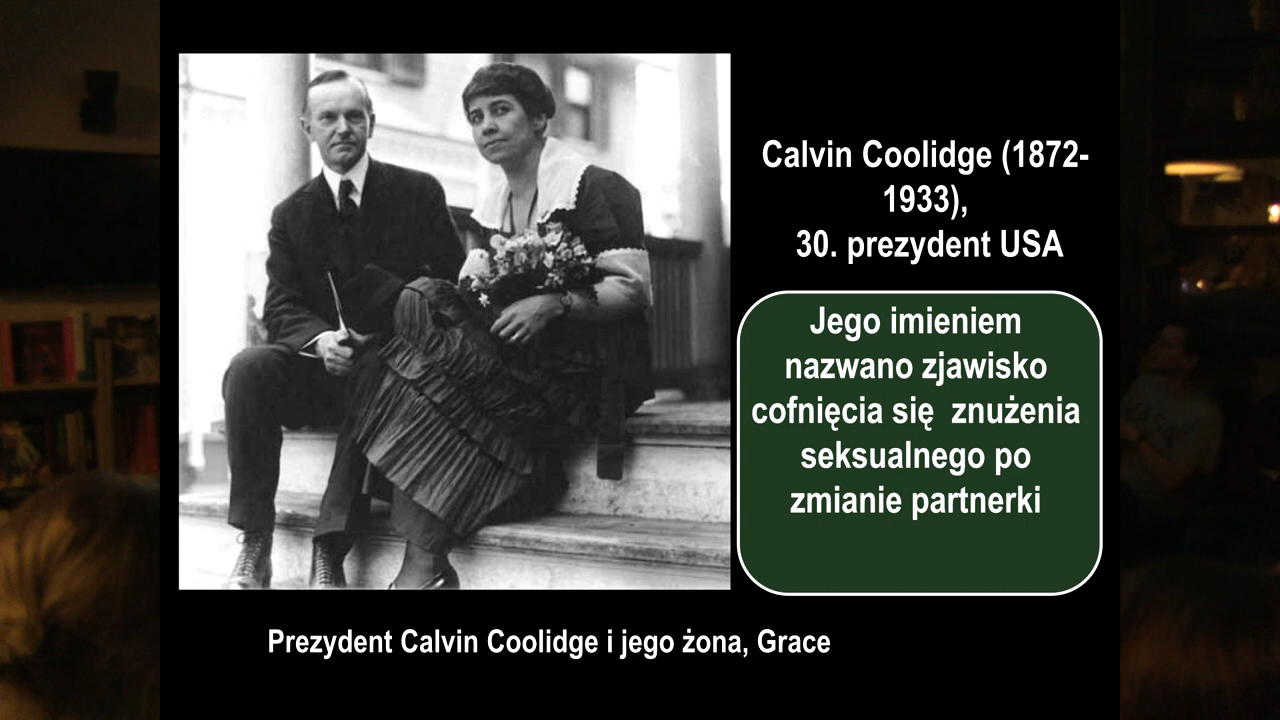 Calvin Coolidge (1872-
1933),
30. prezydent USA
Jego imieniem
nazwano zjawisko
cofnięcia się  znużenia
seksualnego po
zmianie partnerki
Prezydent Calvin Coolidge i jego żona, Grace